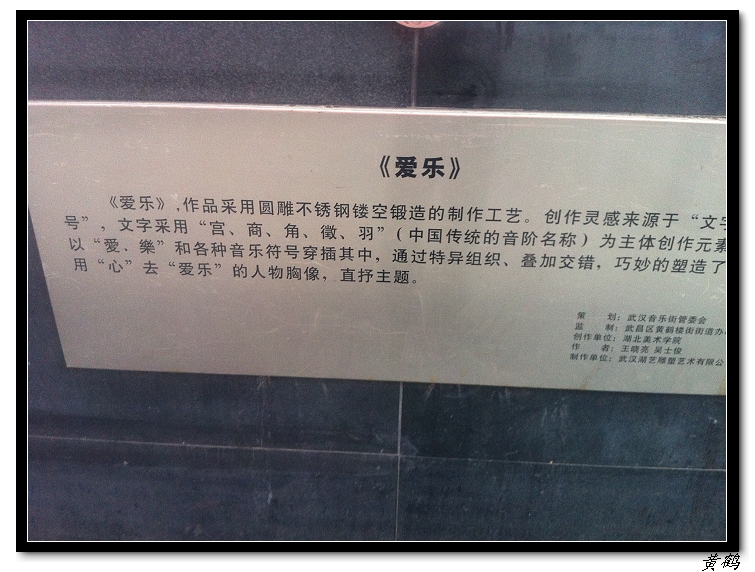 《爱乐》
《爱乐》,作品采用圆雕不锈钢镂空锻造的制作工艺。创作灵感来源于“文字
号”，文字采用“宫、商、角、徵、羽”（中国传统的音阶名称）为主体创作元素
以“愛、樂”和各种音乐符号穿插其中，通过特异组织、叠加交错，巧妙的塑造了
用“心”去“爱乐”的人物胸像，直抒主题。
策 划：武汉音乐街管委会
监 制：武昌区黄鹤楼街街道办
创作单位：湖北美术学院
作 者：王晓亮 吴士俊
制作单位：武汉湖艺雕塑艺术有限公
黄鹤